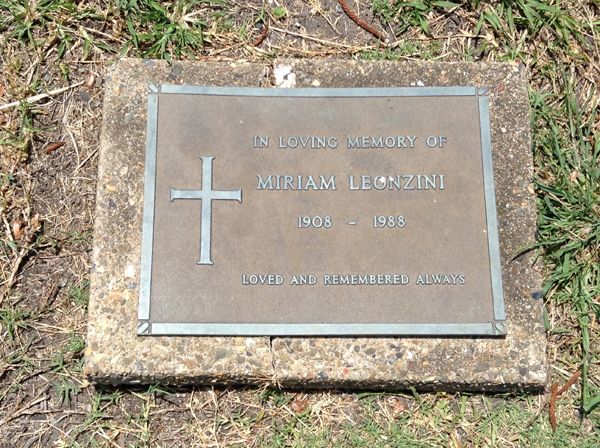 IN LOVING MEMORY OF
MIRIAM LEONZINI
1908 - 1988
LOVED AND REMEMBERED ALWAYS